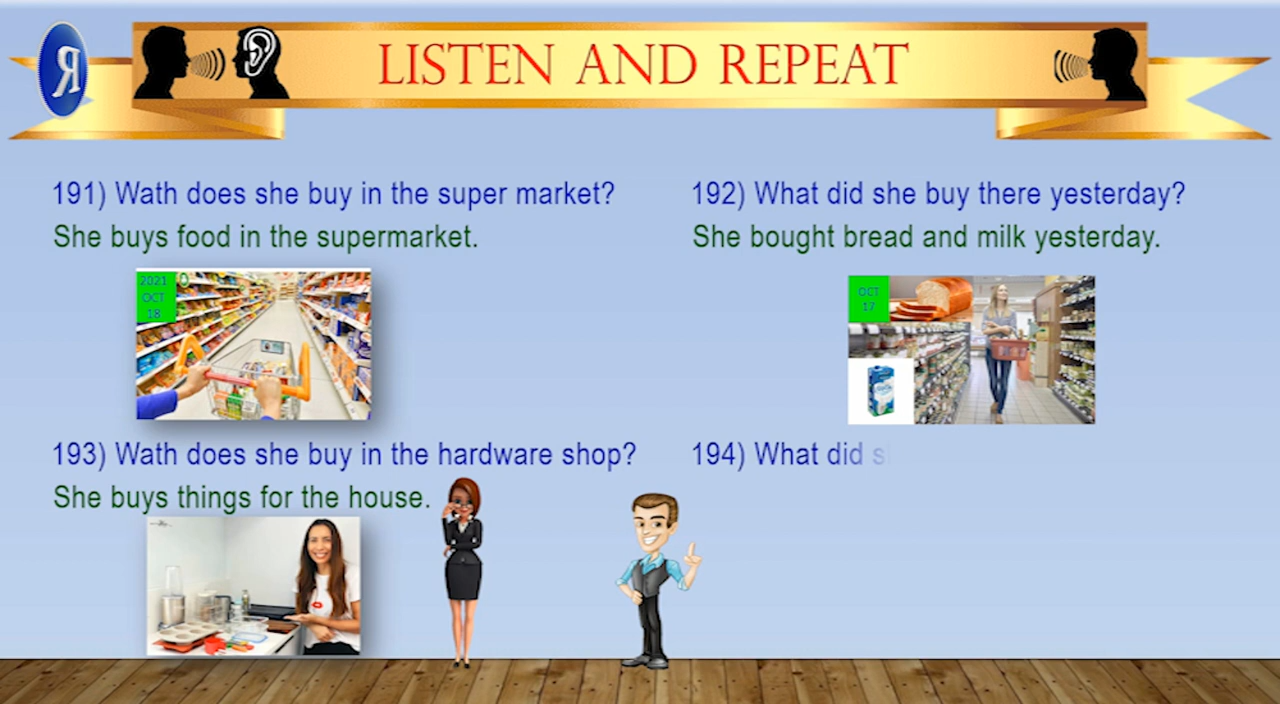 Я
LISTEN AND REPEAT
191) Wath does she buy in the super market?
She buys food in the supermarket.
2021
OCT
18
192) What did she buy there yesterday?
She bought bread and milk yesterday.
OCT
17
193) Wath does she buy in the hardware shop?
She buys things for the house.
194) What did s